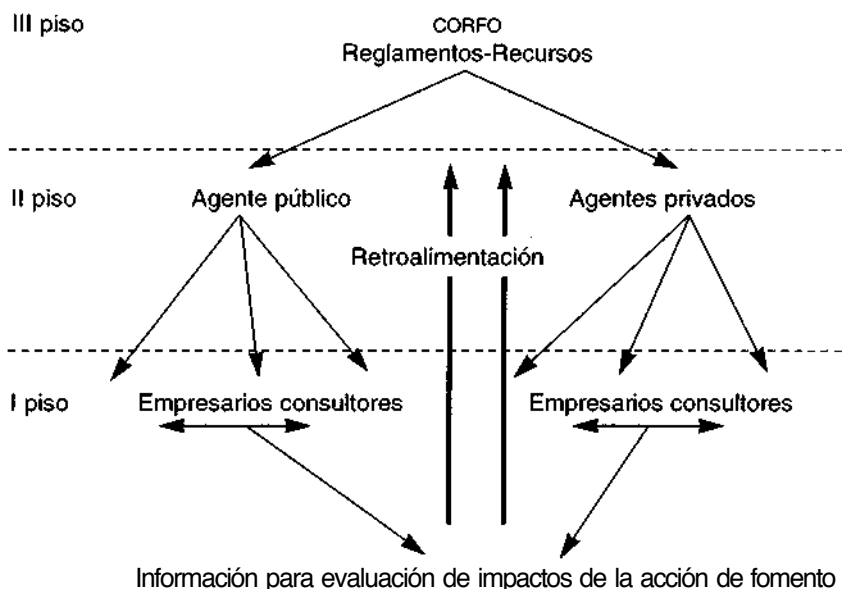 III piso
CORFO
Reglamentos-Recursos
II piso
Agente público
Agentes privados
Retroalimentación
I piso
Empresarios consultores
Empresarios consultores
Información para evaluación de impactos de la acción de fomento